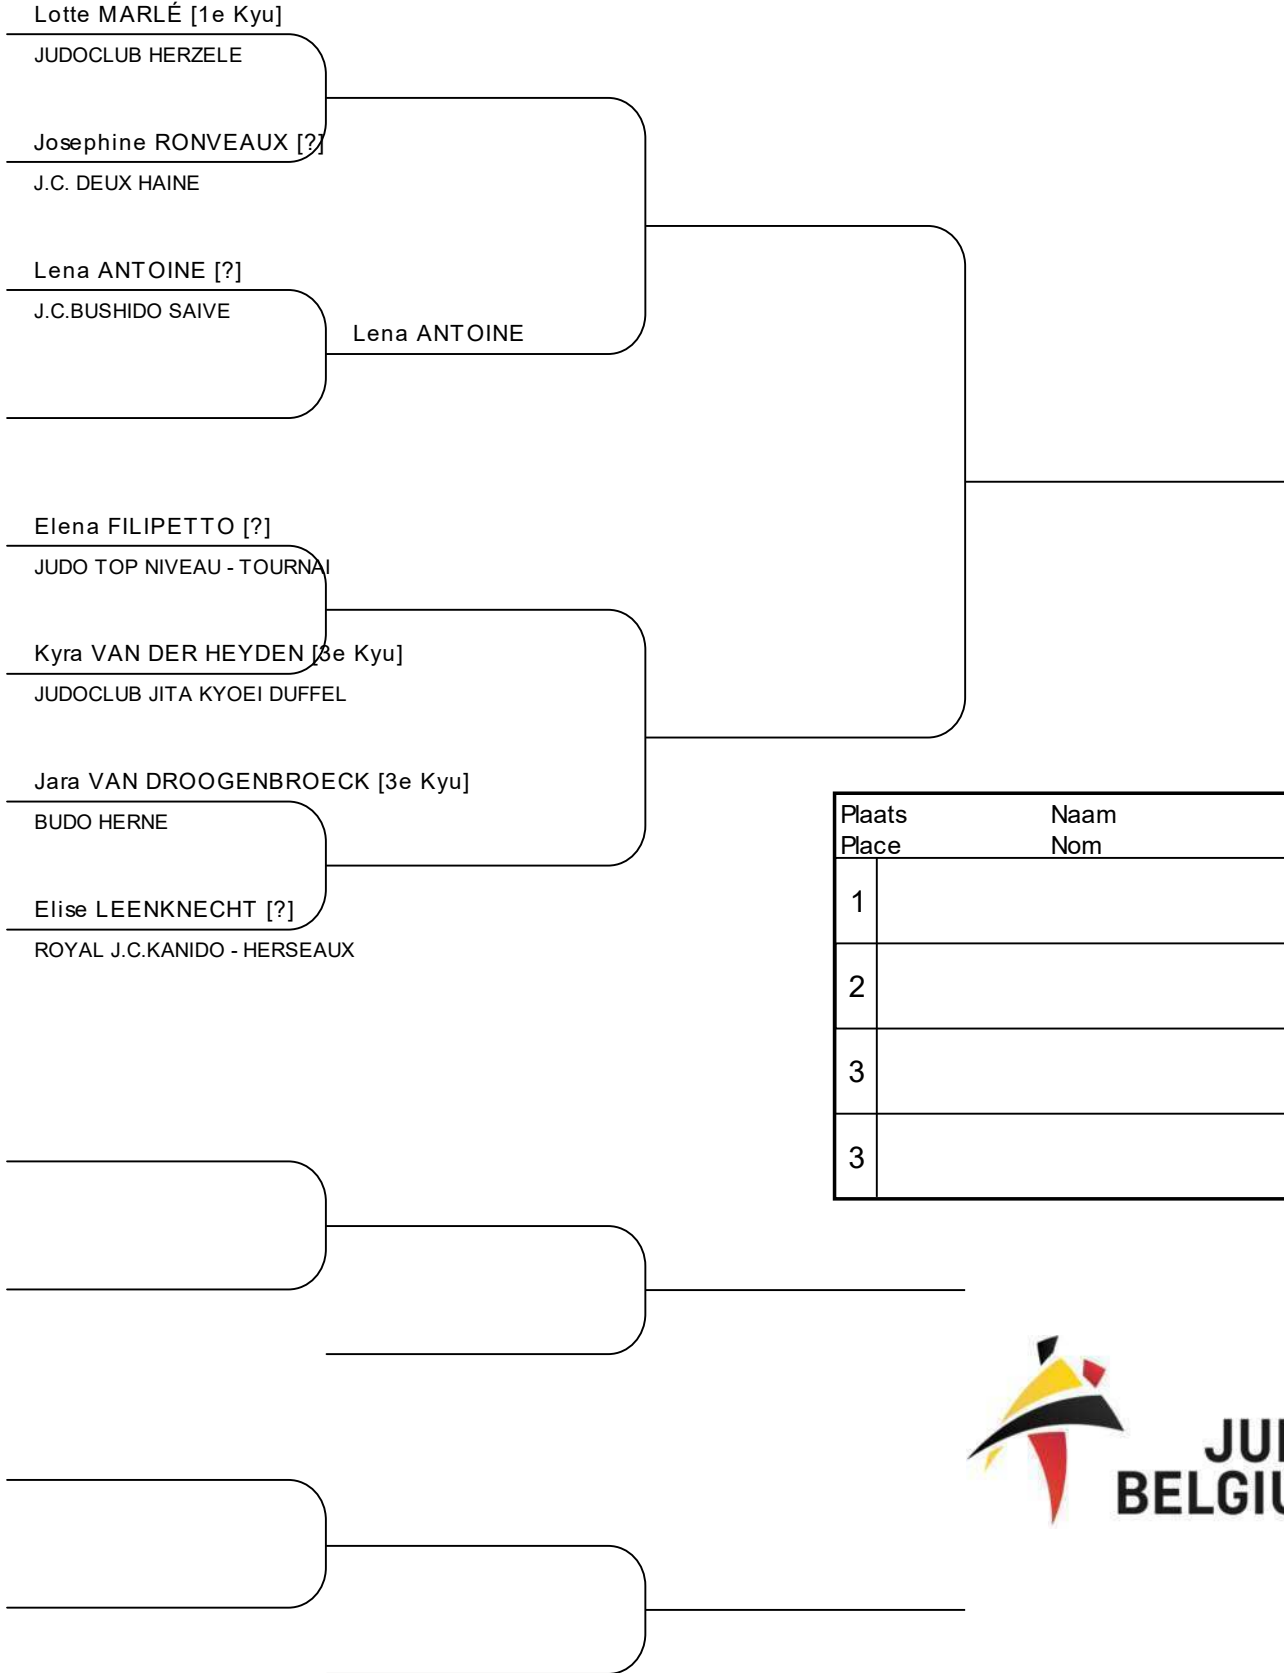 Lotte MARLÉ [1e Kyu]
JUDOCLUB HERZELE
Josephine RONVEAUX [?]
J.C. DEUX HAINE
Lena ANTOINE [?]
J.C.BUSHIDO SAIVE
Lena ANTOINE
Elena FILIPETTO [?]
JUDO TOP NIVEAU - TOURNAI
Kyra VAN DER HEYDEN [3e Kyu]
JUDOCLUB JITA KYOEI DUFFEL
Jara VAN DROOGENBROECK [3e Kyu]
BUDO HERNE
Elise LEENKNECHT [?]
ROYAL J.C.KANIDO - HERSEAUX
Plaats Naam
Place Nom
1
2
3
3
JU
BELGIU